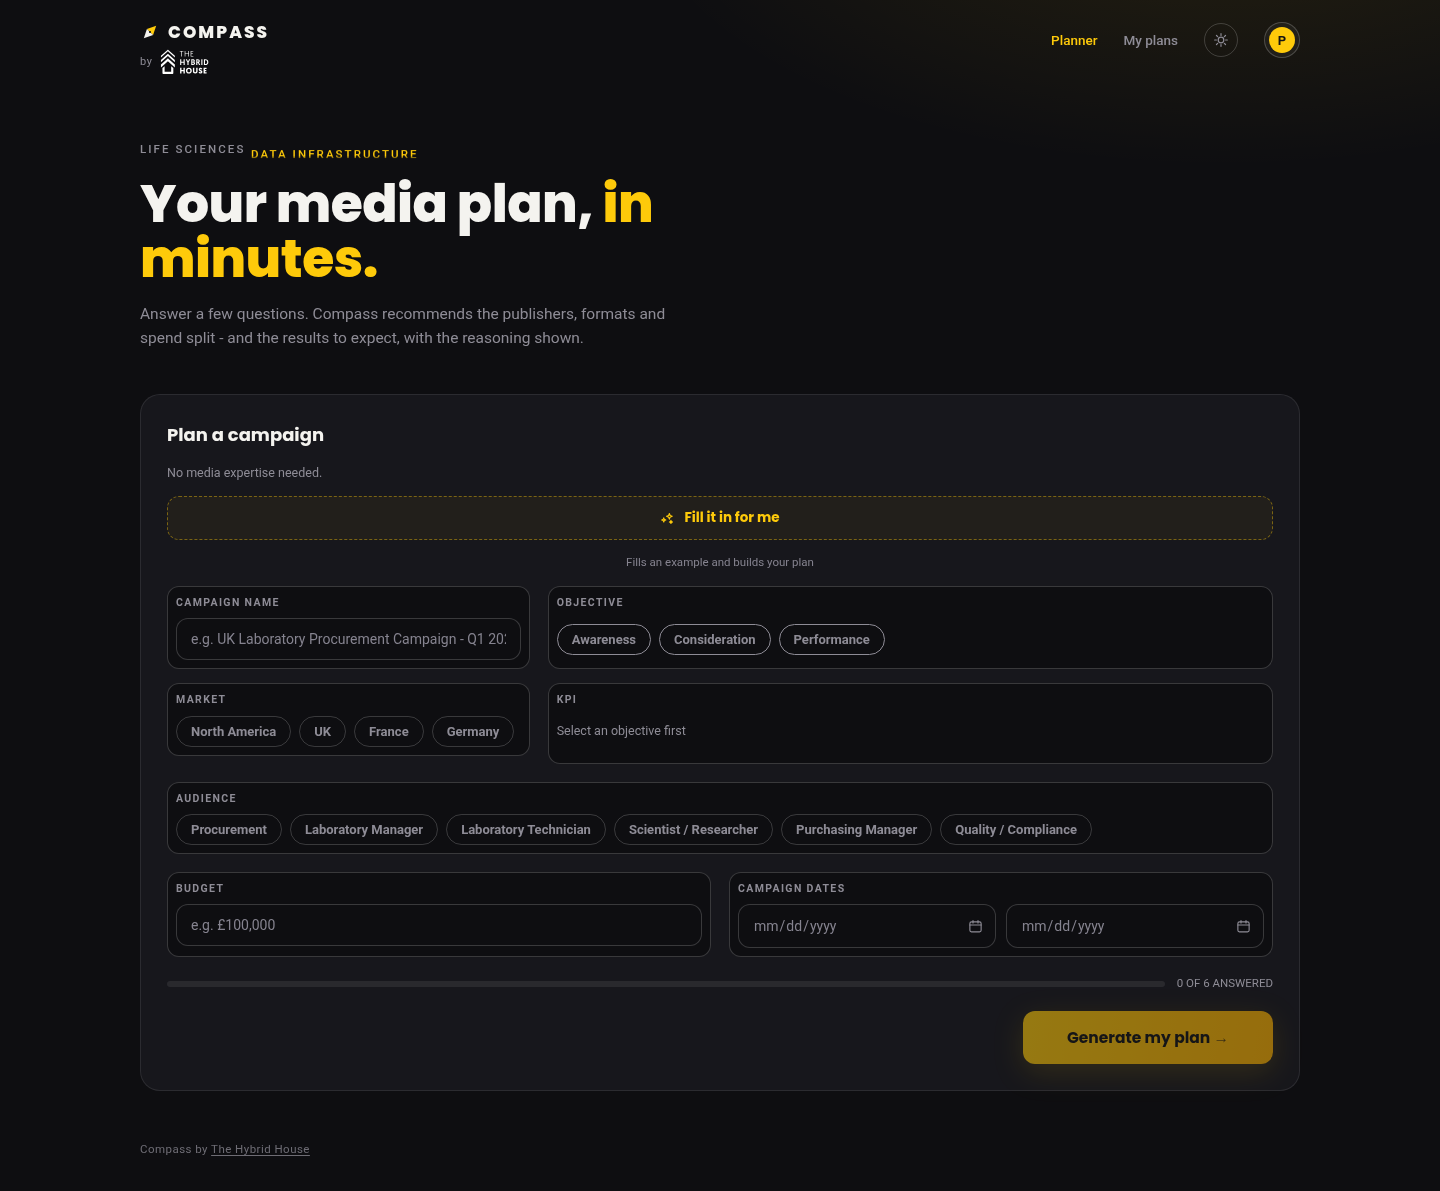 COMPASS
by THE HYBRID HOUSE
Planner
My plans
P
LIFE SCIENCES DATA INFRASTRUCTURE
Your media plan, in
minutes.
Answer a few questions. Compass recommends the publishers, formats and
spend split - and the results to expect, with the reasoning shown.
Plan a campaign
No media expertise needed.
Fill it in for me
Fills an example and builds your plan
CAMPAIGN NAME
e.g. UK Laboratory Procurement Campaign - Q1 202
OBJECTIVE
Awareness Consideration Performance
MARKET
North America UK France Germany
KPI
Select an objective first
AUDIENCE
Procurement Laboratory Manager Laboratory Technician Scientist / Researcher Purchasing Manager Quality / Compliance
BUDGET
e.g. £100,000
CAMPAIGN DATES
mm/dd/yyyy mm/dd/yyyy
0 OF 6 ANSWERED
Generate my plan →
Compass by The Hybrid House